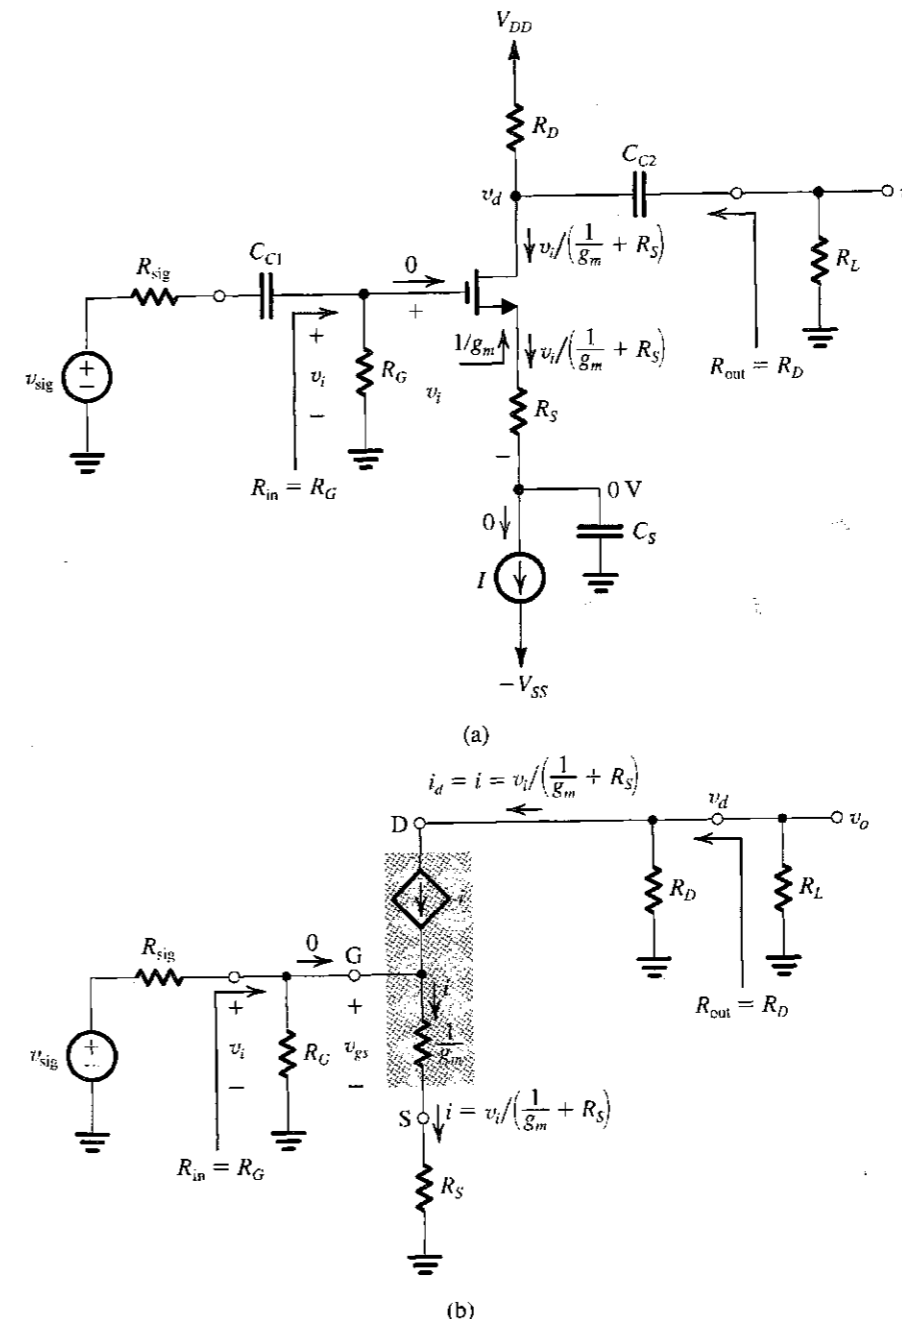 V_DD
R_D
C_C2
v_d
v_i/(1/g_m + R_S)
R_sig
C_C1
0
+
R_L
1/g_m
v_i/(1/g_m + R_S)
R_out = R_D
v_sig
+
−
+
v_i
−
R_G
v_i
R_S
−
R_in = R_G
0 V
0
C_S
I
−V_SS
(a)
i_d = i = v_i/(1/g_m + R_S)
D
v_d
v_o
i
R_D
R_L
R_sig
0
G
R_out = R_D
i
v_sig
+
+
v_i
−
R_G
+
v_gs
−
1/g_m
S
i = v_i/(1/g_m + R_S)
R_in = R_G
R_S
(b)